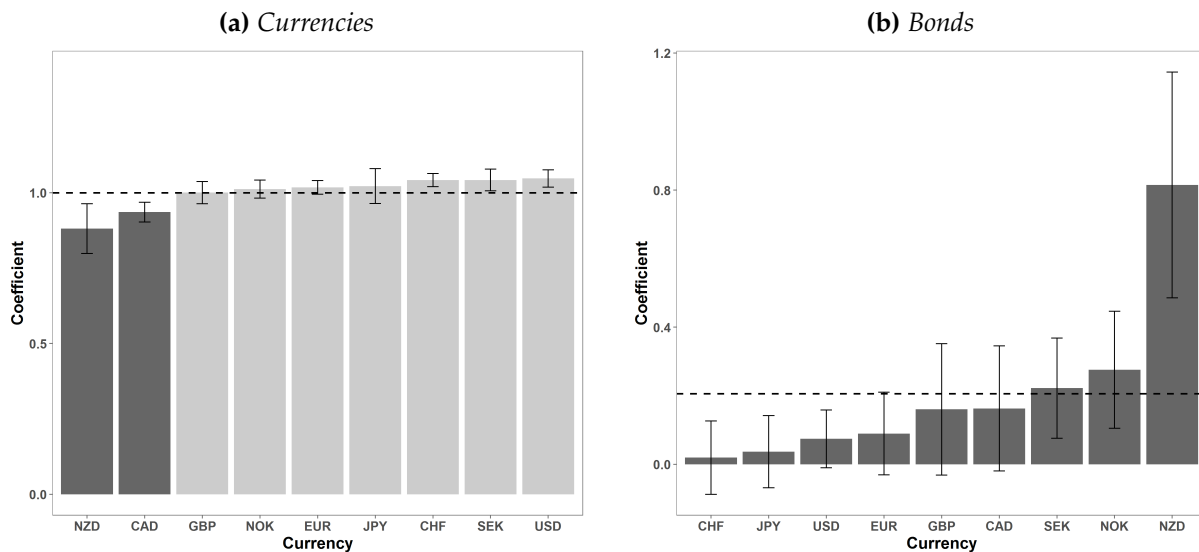 (a) Currencies
Coefficient
1.0
0.5
0.0
NZD CAD GBP NOK EUR JPY CHF SEK USD
Currency
(b) Bonds
Coefficient
1.2
0.8
0.4
0.0
CHF JPY USD EUR GBP CAD SEK NOK NZD
Currency